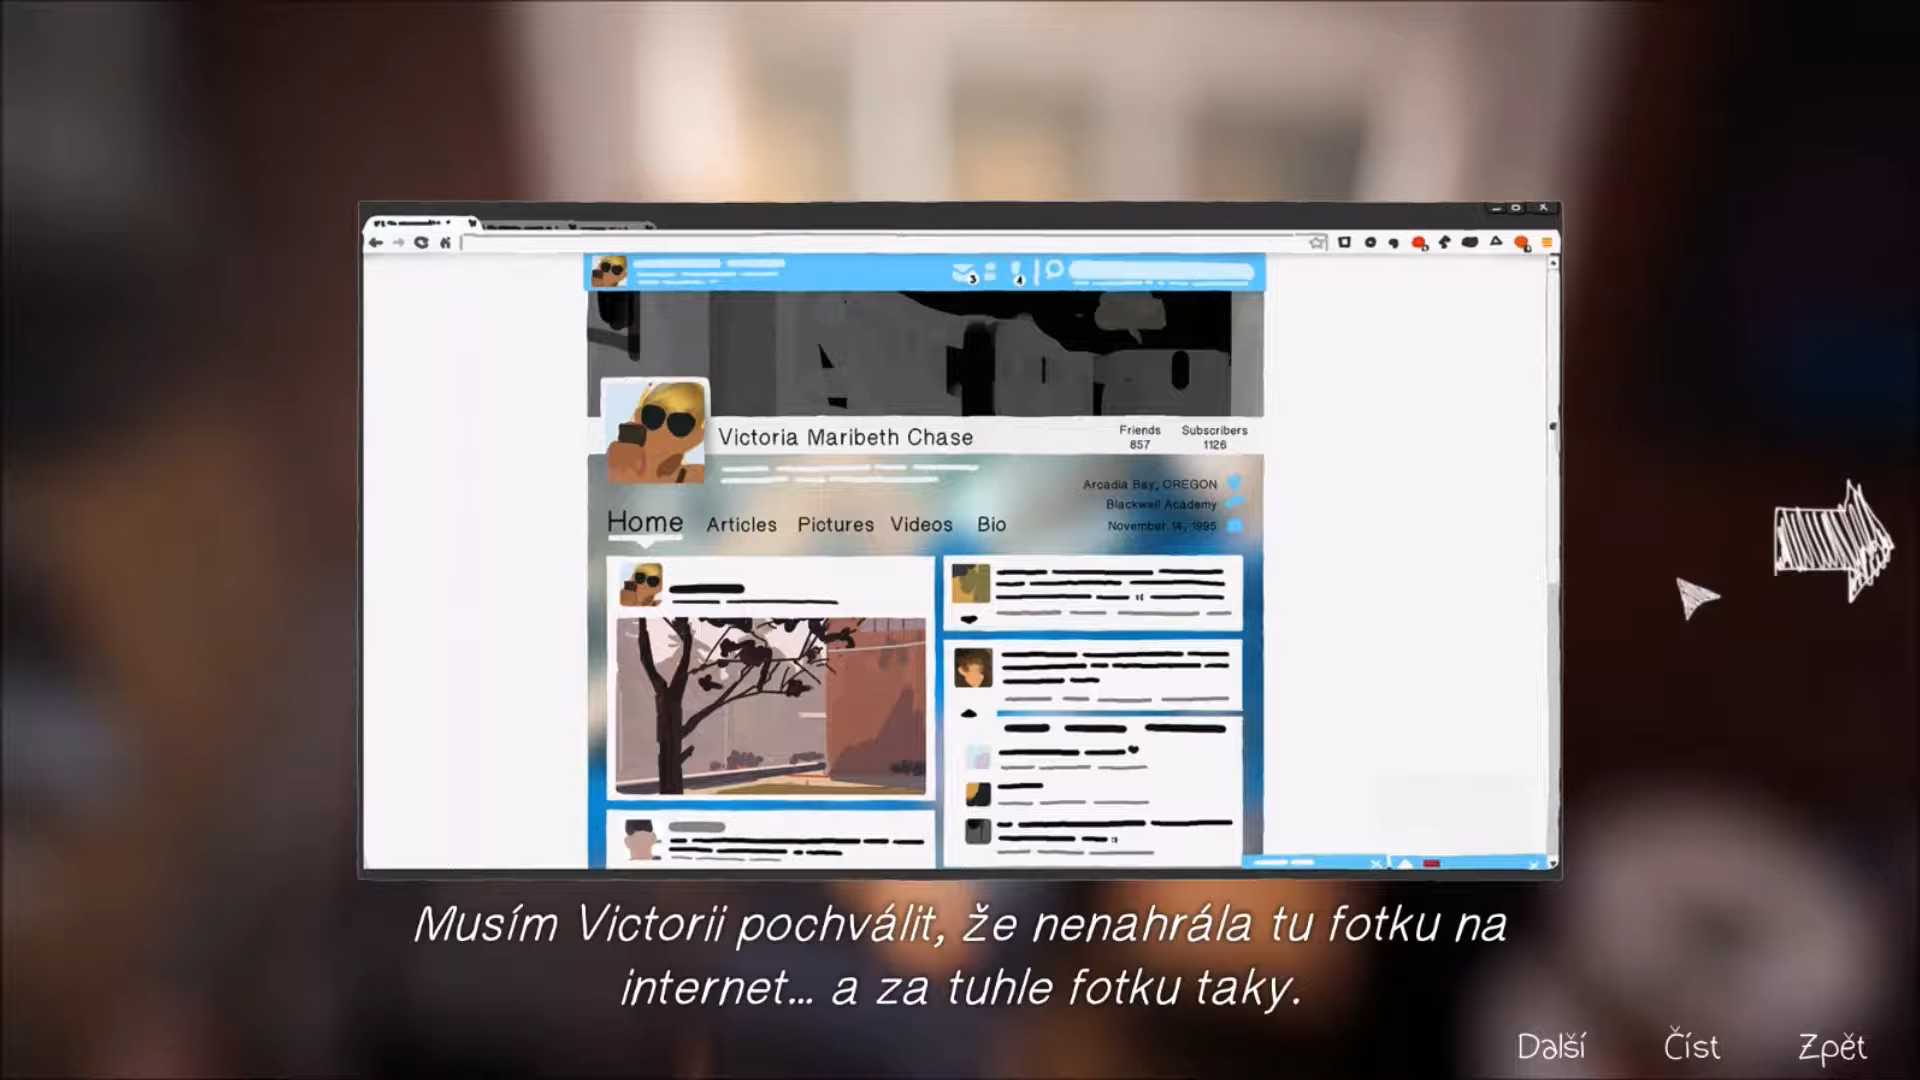 Victoria Maribeth Chase
Friends
857
Subscribers
1126
Arcadia Bay, OREGON
Blackwell Academy
November 14, 1995
Home
Articles
Pictures
Videos
Bio
Musím Victorii pochválit, že nenahrála tu fotku na
internet... a za tuhle fotku taky.
Další
Číst
Zpět